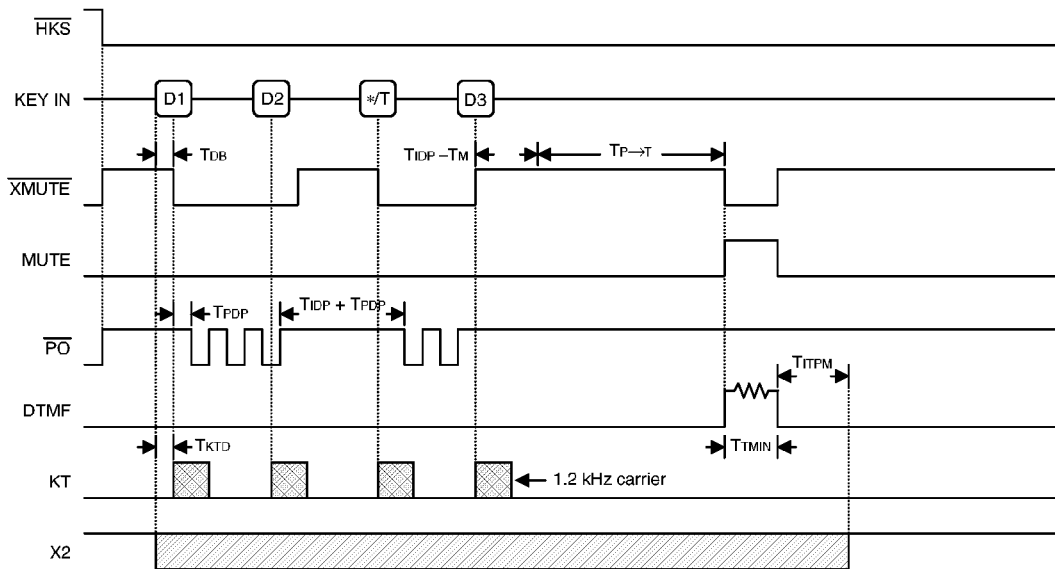 HKS
KEY IN
D1
D2
*/T
D3
TDB
TIDP –TM
TP→T
XMUTE
MUTE
TPDP
TIDP + TPDP
PO
TITPM
DTMF
TKTD
TTMIN
KT
1.2 kHz carrier
X2